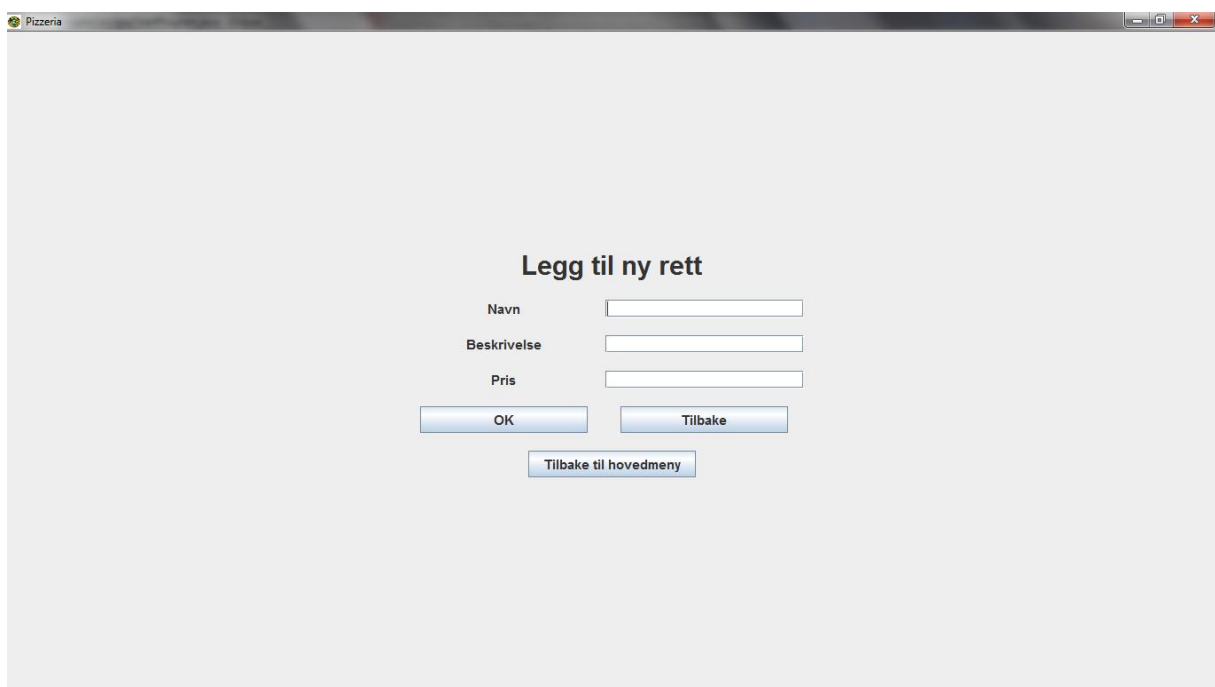 Pizzeria
Legg til ny rett
Navn
Beskrivelse
Pris
OK Tilbake
Tilbake til hovedmeny